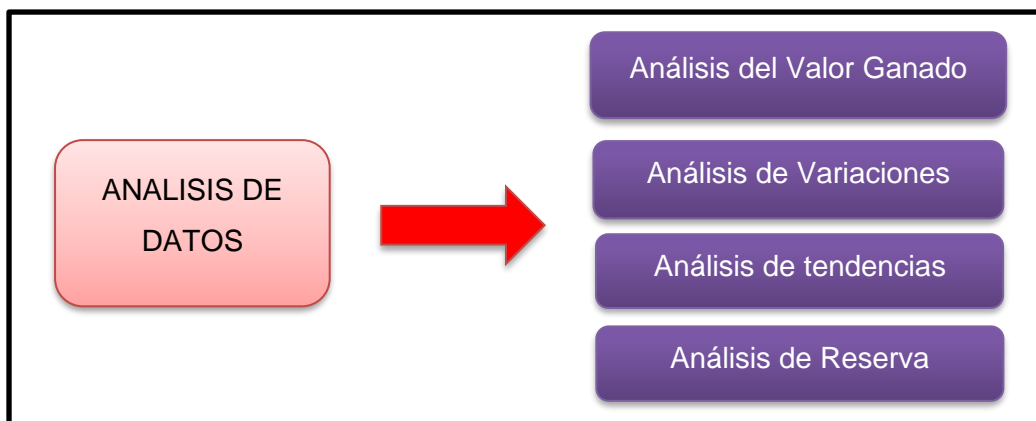 ANALISIS DE
DATOS
Análisis del Valor Ganado
Análisis de Variaciones
Análisis de tendencias
Análisis de Reserva